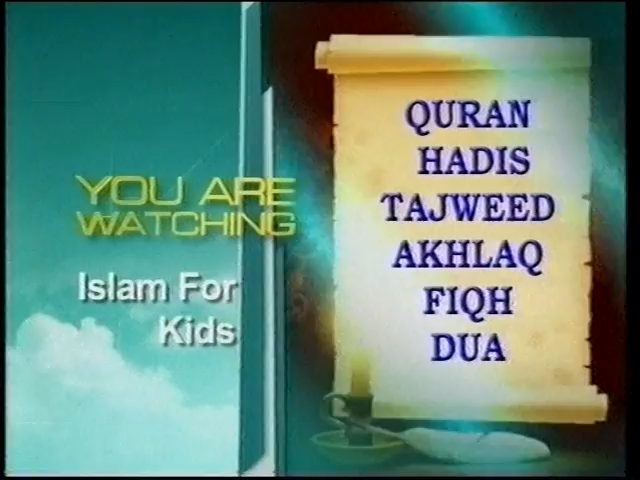 YOU ARE
WATCHING
Islam For
Kids
QURAN
HADIS
TAJWEED
AKHLAQ
FIQH
DUA